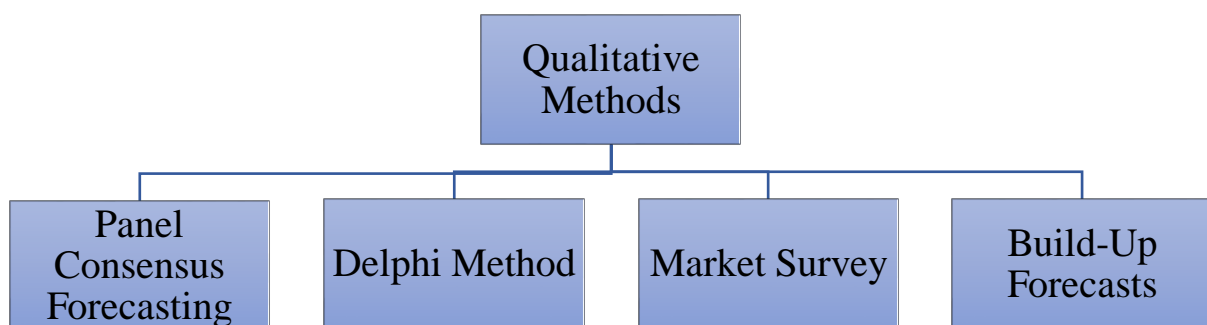 Qualitative
Methods
Panel
Consensus
Forecasting
Delphi Method
Market Survey
Build-Up
Forecasts